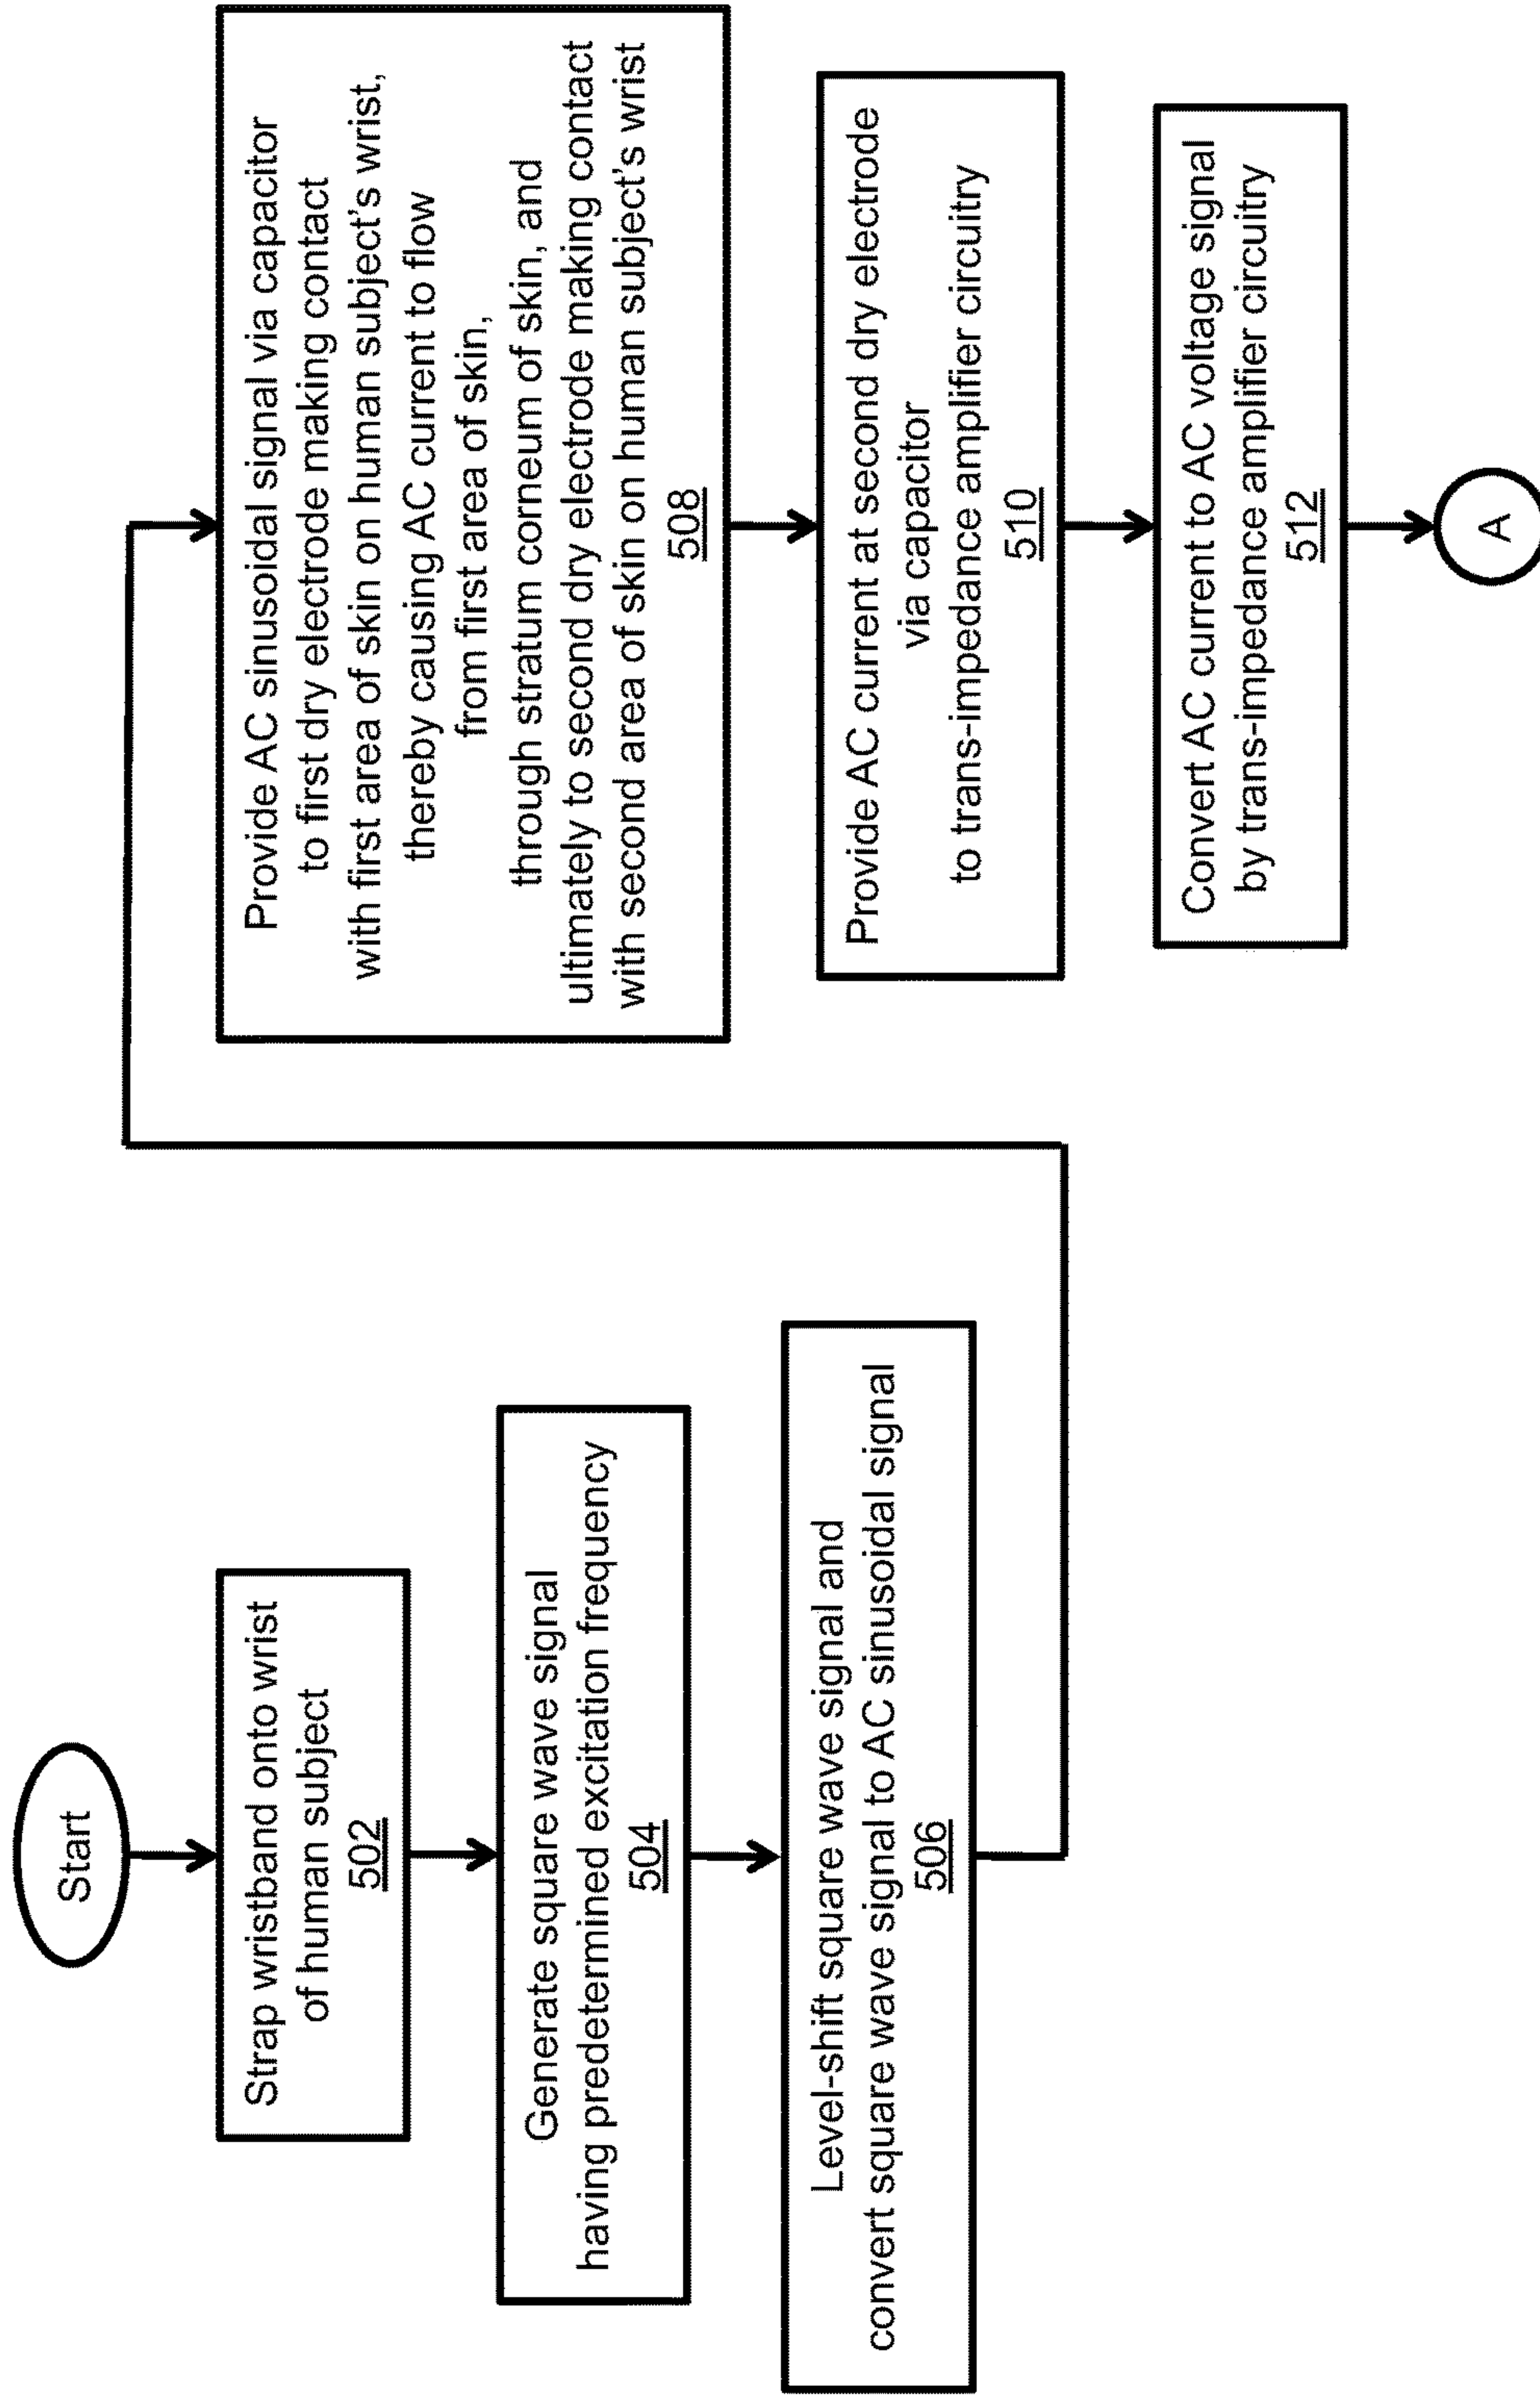 Start
Strap wristband onto wrist
of human subject
502
Generate square wave signal
having predetermined excitation frequency
504
Level-shift square wave signal and
convert square wave signal to AC sinusoidal signal
506
Provide AC sinusoidal signal via capacitor
to first dry electrode making contact
with first area of skin on human subject's wrist,
thereby causing AC current to flow
from first area of skin,
through stratum corneum of skin, and
ultimately to second dry electrode making contact
with second area of skin on human subject's wrist
508
Provide AC current at second dry electrode
via capacitor
to trans-impedance amplifier circuitry
510
Convert AC current to AC voltage signal
by trans-impedance amplifier circuitry
512
A